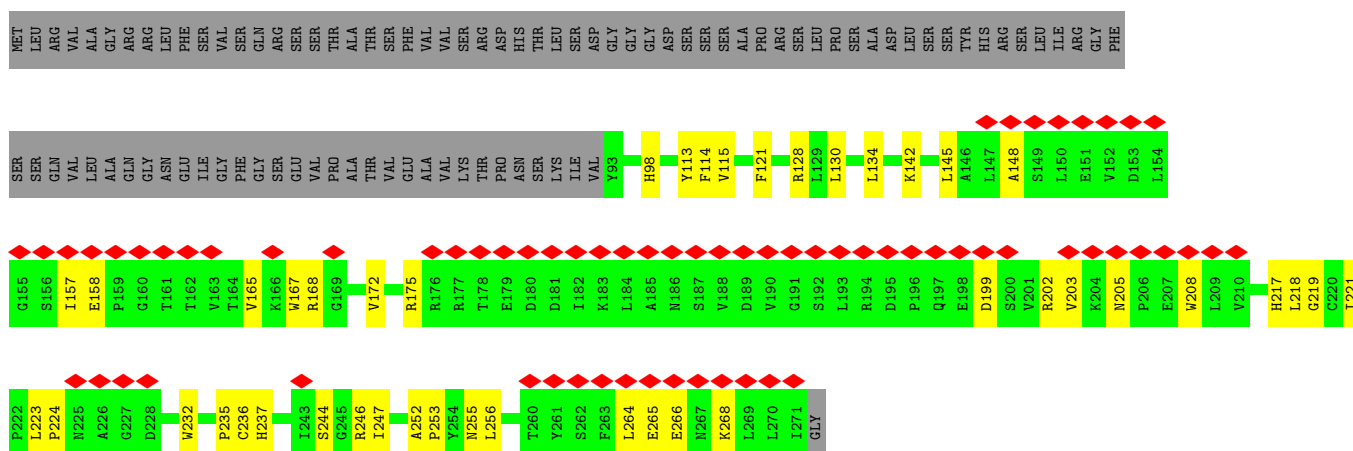 MET LEU ARG VAL ALA GLY ARG ARG LEU PHE SER VAL SER GLN ARG SER SER THR ALA THR SER PHE VAL VAL SER ARG ASP HIS THR LEU SER ASP GLY GLY GLY ASP SER SER SER ALA PRO ARG SER LEU PRO SER ALA ASP LEU SER SER TYR HIS ARG SER LEU ILE ARG GLY PHE
SER SER GLN VAL LEU ALA GLN GLY ASN GLU ILE GLY PHE GLY SER GLU VAL PRO ALA THR VAL GLU ALA VAL LYS THR PRO ASN SER LYS ILE VAL Y93 H98 Y113 F114 V115 F121 R128 L129 L130 L134 K142 L145 A146 L147 A148 S149 L150 E151 V152 D153 L154
G155 S156 I157 E158 P159 G160 T161 T162 V163 T164 V165 K166 W167 R168 G169 V172 R175 R176 R177 T178 E179 D180 D181 I182 K183 L184 A185 N186 S187 V188 D189 V190 G191 S192 L193 R194 D195 P196 Q197 E198 D199 S200 V201 R202 V203 K204 N205 P206 E207 W208 L209 V210 H217 L218 G219 C220 I221
P222 L223 P224 N225 A226 G227 D228 W232 P235 C236 H237 I243 S244 G245 R246 I247 A252 P253 Y254 N255 L256 T260 Y261 S262 F263 L264 E265 E266 N267 K268 L269 L270 I271 GLY